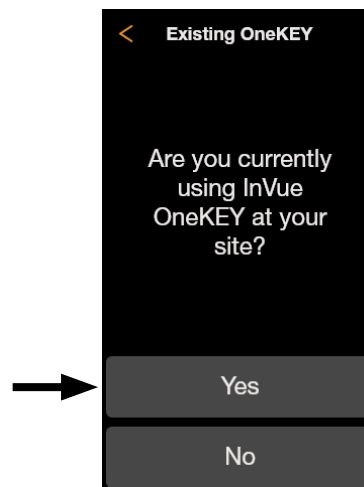 < Existing OneKEY
Are you currently
using InVue
OneKEY at your
site?
Yes
No